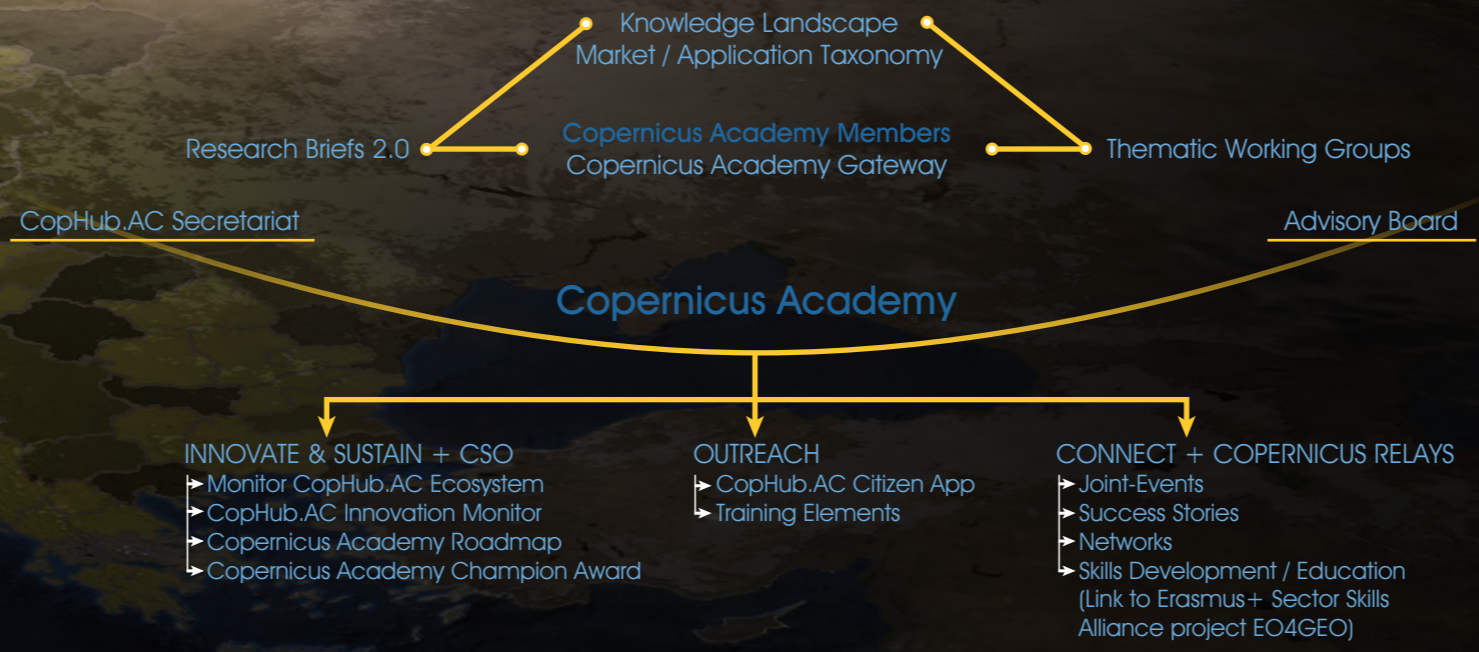 Knowledge Landscape
Market / Application Taxonomy
Research Briefs 2.0
Copernicus Academy Members
Copernicus Academy Gateway
Thematic Working Groups
CopHub.AC Secretariat
Advisory Board
Copernicus Academy
INNOVATE & SUSTAIN + CSO
Monitor CopHub.AC Ecosystem
CopHub.AC Innovation Monitor
Copernicus Academy Roadmap
Copernicus Academy Champion Award
OUTREACH
CopHub.AC Citizen App
Training Elements
CONNECT + COPERNICUS RELAYS
Joint-Events
Success Stories
Networks
Skills Development / Education
(Link to Erasmus+ Sector Skills
Alliance project EO4GEO)